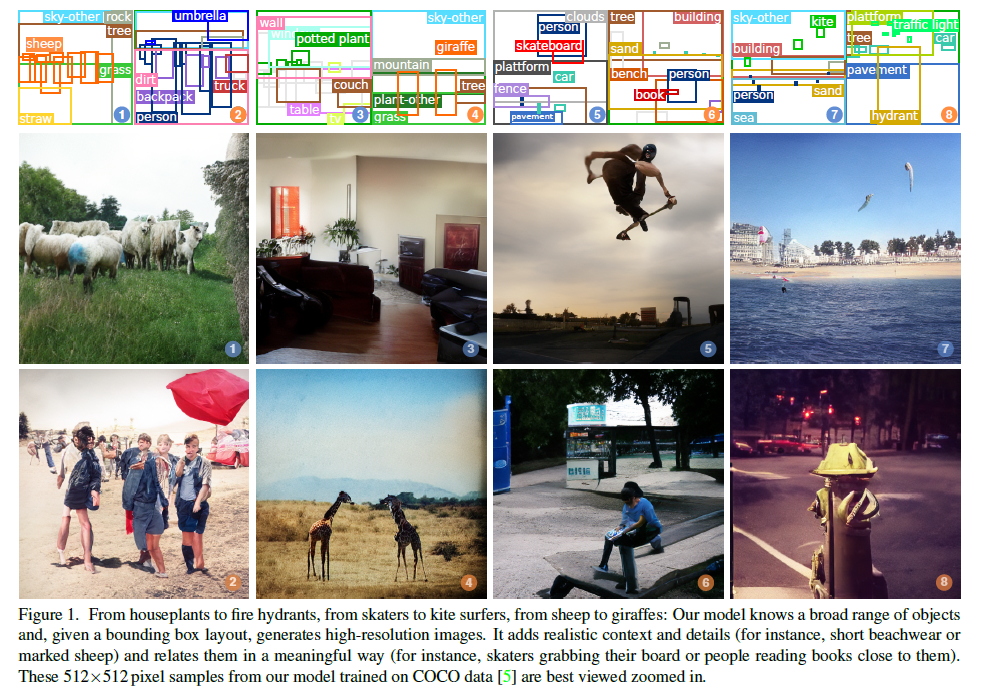 sky-other rock
tree
sheep
grass
straw
1
umbrella
dirt
truck
backpack
person
2
wall
potted plant
couch
table
tv
3
sky-other
giraffe
mountain
tree
plant-other
grass
4
clouds
person
skateboard
plattform
car
fence
pavement
5
tree
building
sand
bench
person
book
6
sky-other
kite
building
sand
person
sea
7
plattform
traffic light
tree
car
pavement
hydrant
8
1
3
5
7
2
4
6
8
Figure 1. From houseplants to fire hydrants, from skaters to kite surfers, from sheep to giraffes: Our model knows a broad range of objects
and, given a bounding box layout, generates high-resolution images. It adds realistic context and details (for instance, short beachwear or
marked sheep) and relates them in a meaningful way (for instance, skaters grabbing their board or people reading books close to them).
These 512×512 pixel samples from our model trained on COCO data [5] are best viewed zoomed in.